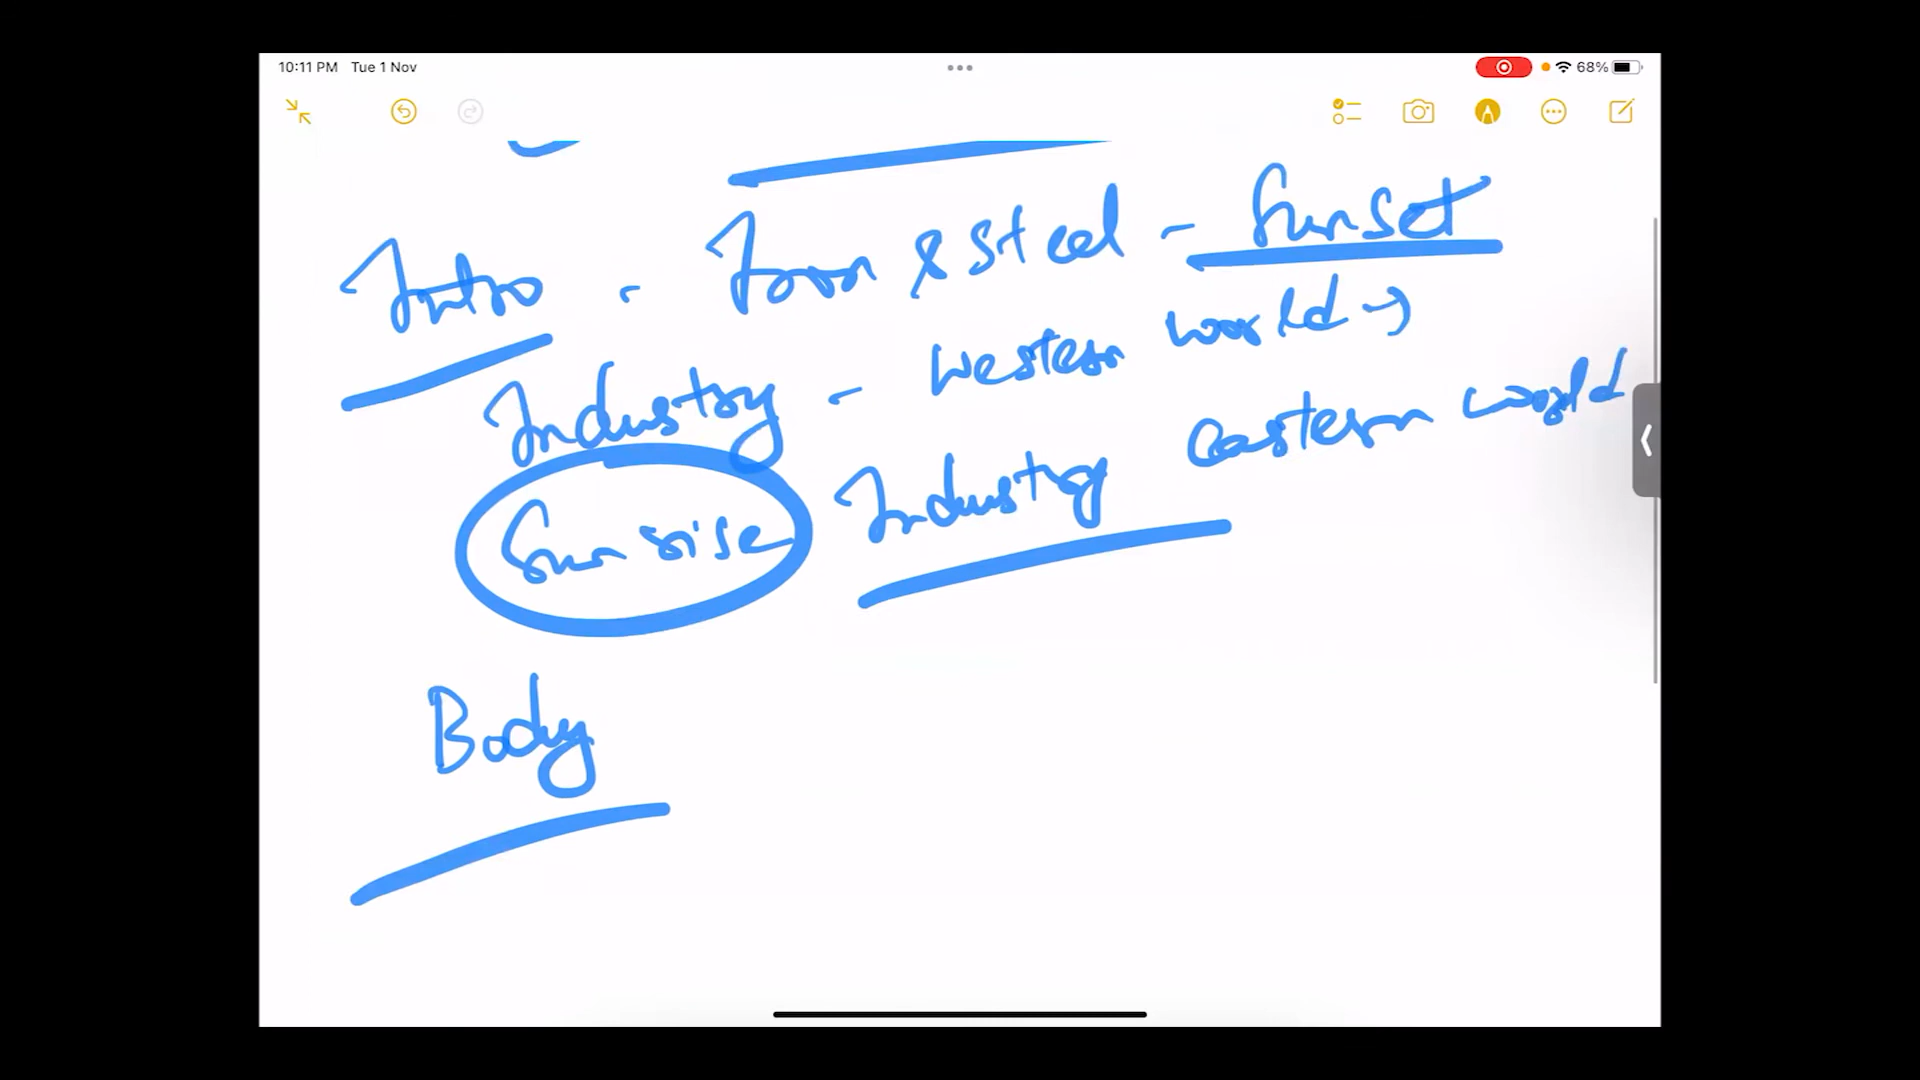 10:11 PM Tue 1 Nov
68%
Intro - Iron & Steel - Sunset
Industry - Western world →
Eastern world
Sunrise Industry
Body